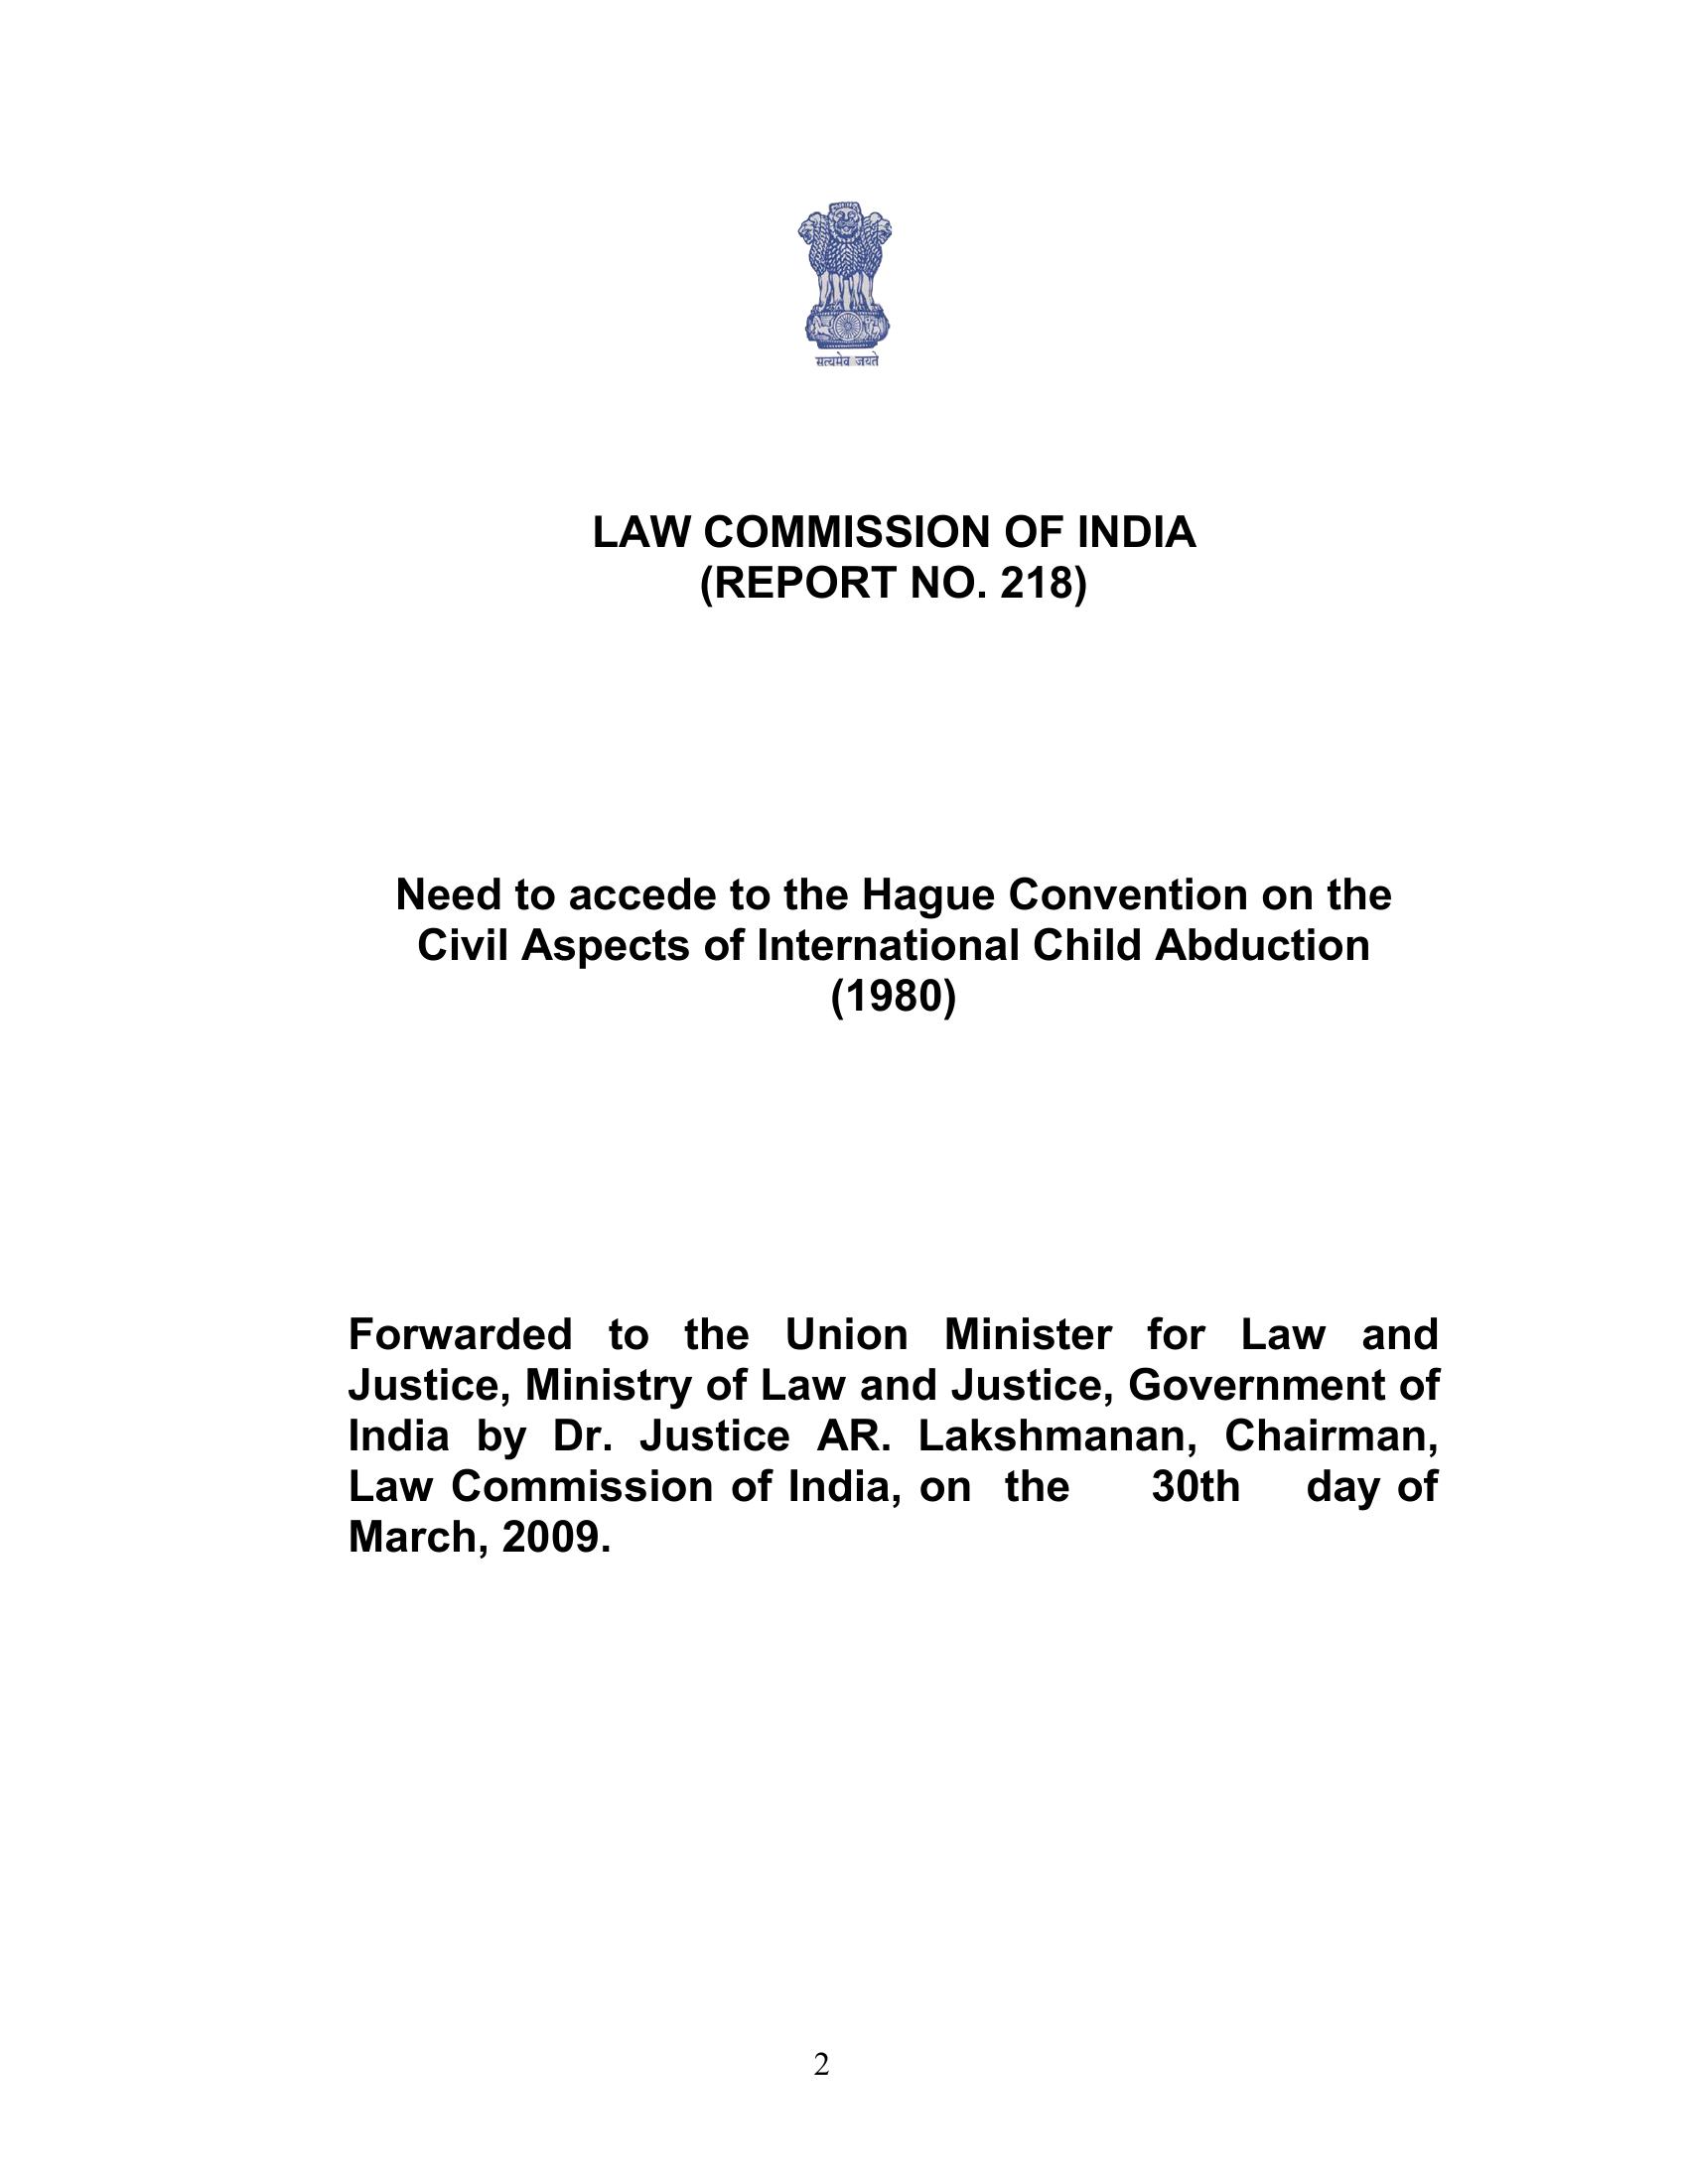 सत्यमेव जयते
LAW COMMISSION OF INDIA
(REPORT NO. 218)
Need to accede to the Hague Convention on the
Civil Aspects of International Child Abduction
(1980)
Forwarded to the Union Minister for Law and
Justice, Ministry of Law and Justice, Government of
India by Dr. Justice AR. Lakshmanan, Chairman,
Law Commission of India, on the 30th day of
March, 2009.
2